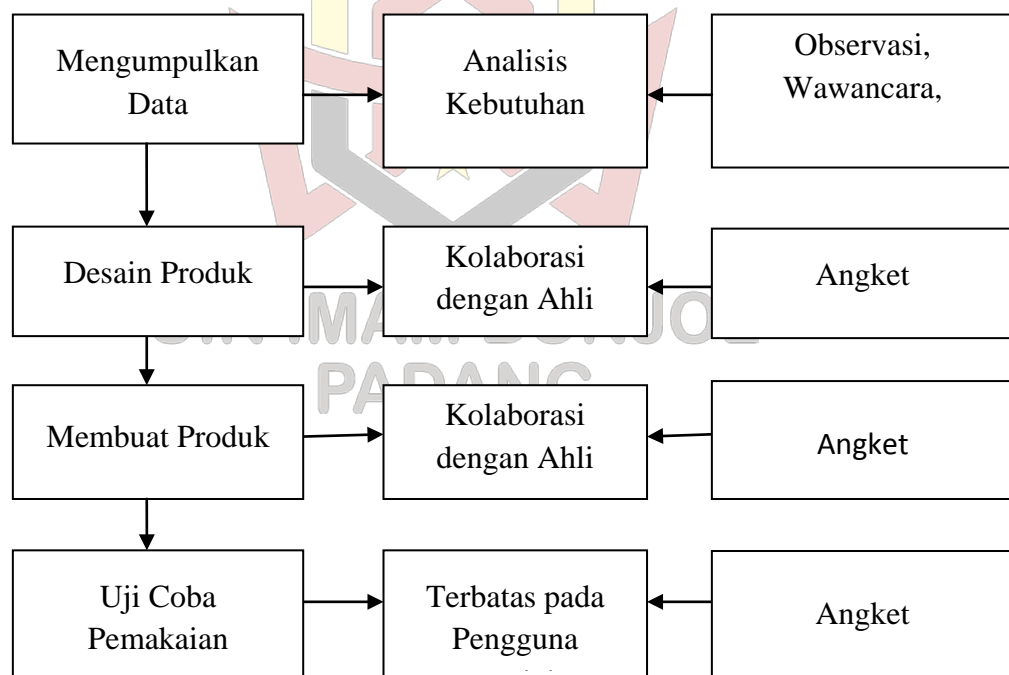 Mengumpulkan
Data
Analisis
Kebutuhan
Observasi,
Wawancara,
Desain Produk
Kolaborasi
dengan Ahli
Angket
Membuat Produk
Kolaborasi
dengan Ahli
Angket
Uji Coba
Pemakaian
Terbatas pada
Pengguna
Angket
PADANG